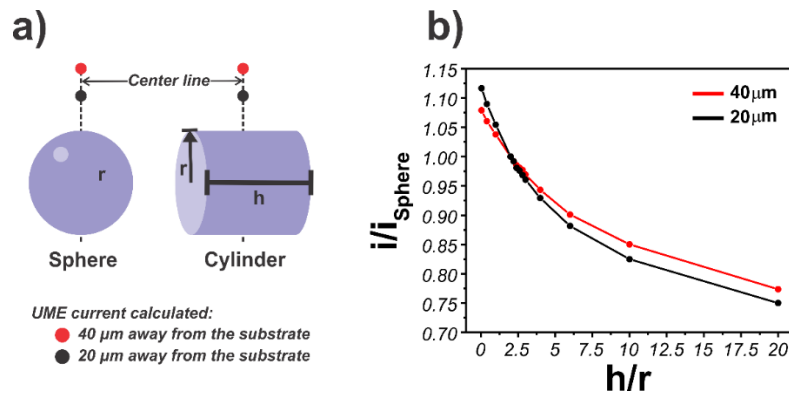 a)
Center line
r
r
h
Sphere
Cylinder
UME current calculated:
40 µm away from the substrate
20 µm away from the substrate
b)
40µm
20µm
i/iSphere
1.15
1.10
1.05
1.00
0.95
0.90
0.85
0.80
0.75
0.70
0 2.5 5 7.5 10 12.5 15 17.5 20
h/r